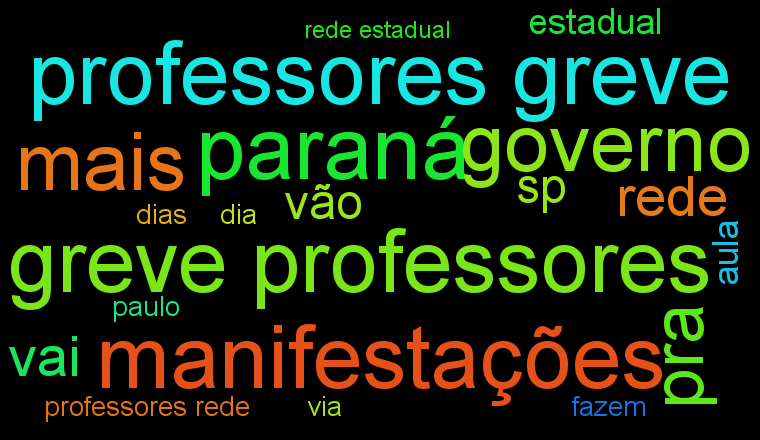 rede estadual
estadual
professores greve
mais
paraná
governo
sp
rede
vão
dias
dia
aula
greve professores
paulo
pra
vai
manifestações
professores rede
via
fazem